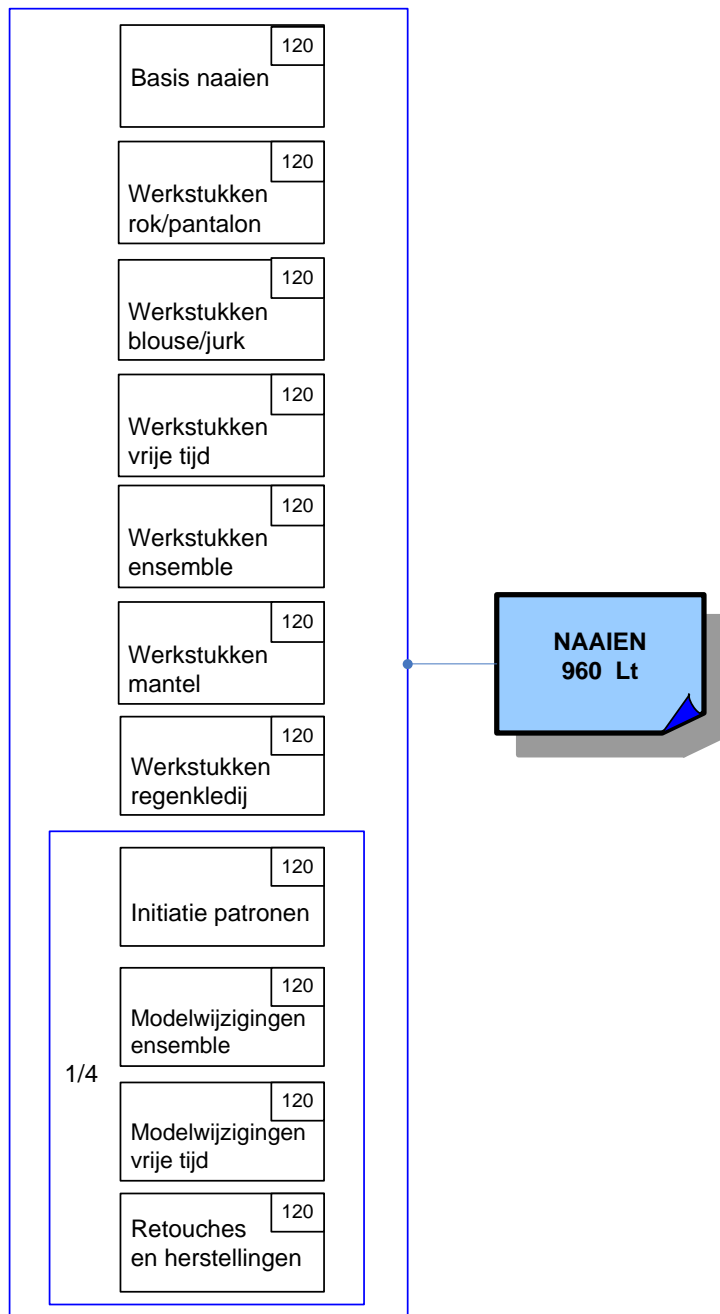 120
Basis naaien
120
Werkstukken
rok/pantalon
120
Werkstukken
blouse/jurk
120
Werkstukken
vrije tijd
120
Werkstukken
ensemble
120
Werkstukken
mantel
120
Werkstukken
regenkledij
NAAIEN
960 Lt
1/4
120
Initiatie patronen
120
Modelwijzigingen
ensemble
120
Modelwijzigingen
vrije tijd
120
Retouches
en herstellingen